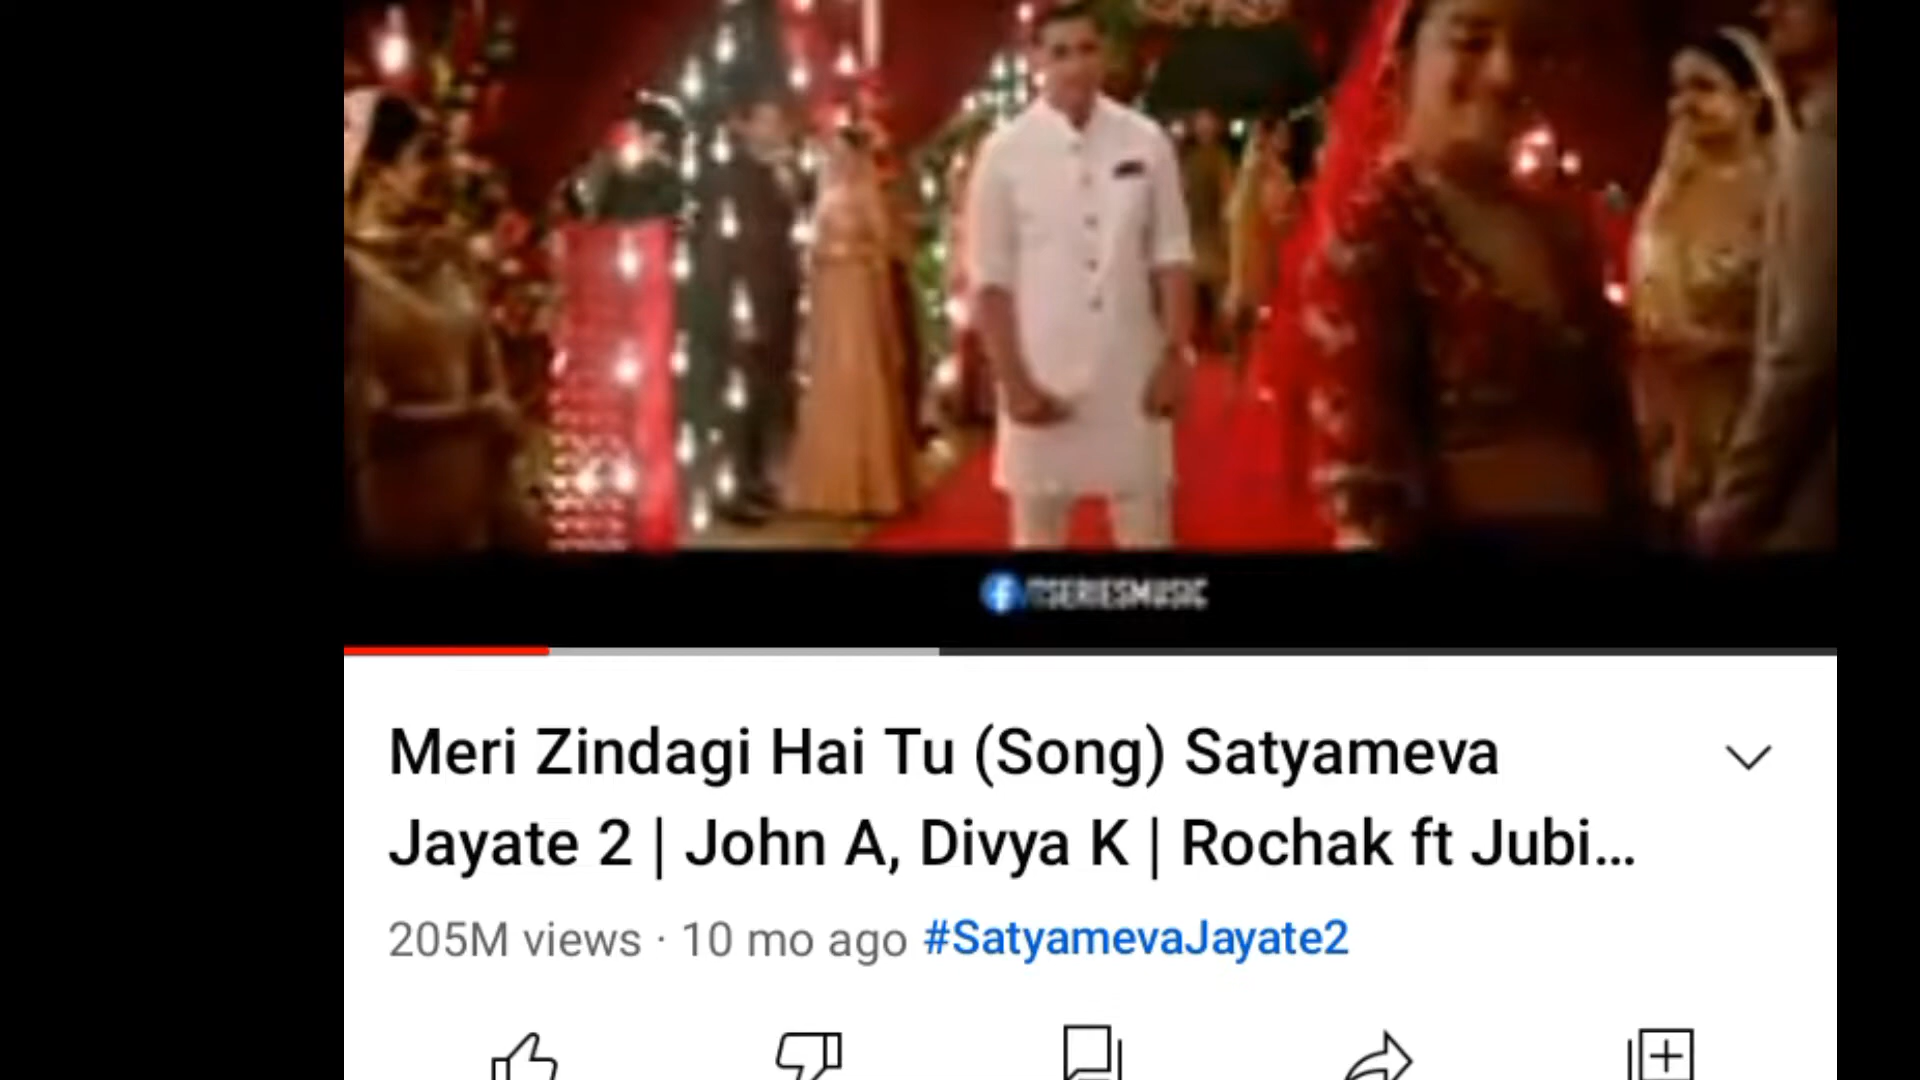 /TSERIESMUSIC
Meri Zindagi Hai Tu (Song) Satyameva
Jayate 2 | John A, Divya K | Rochak ft Jubi...
205M views · 10 mo ago #SatyamevaJayate2